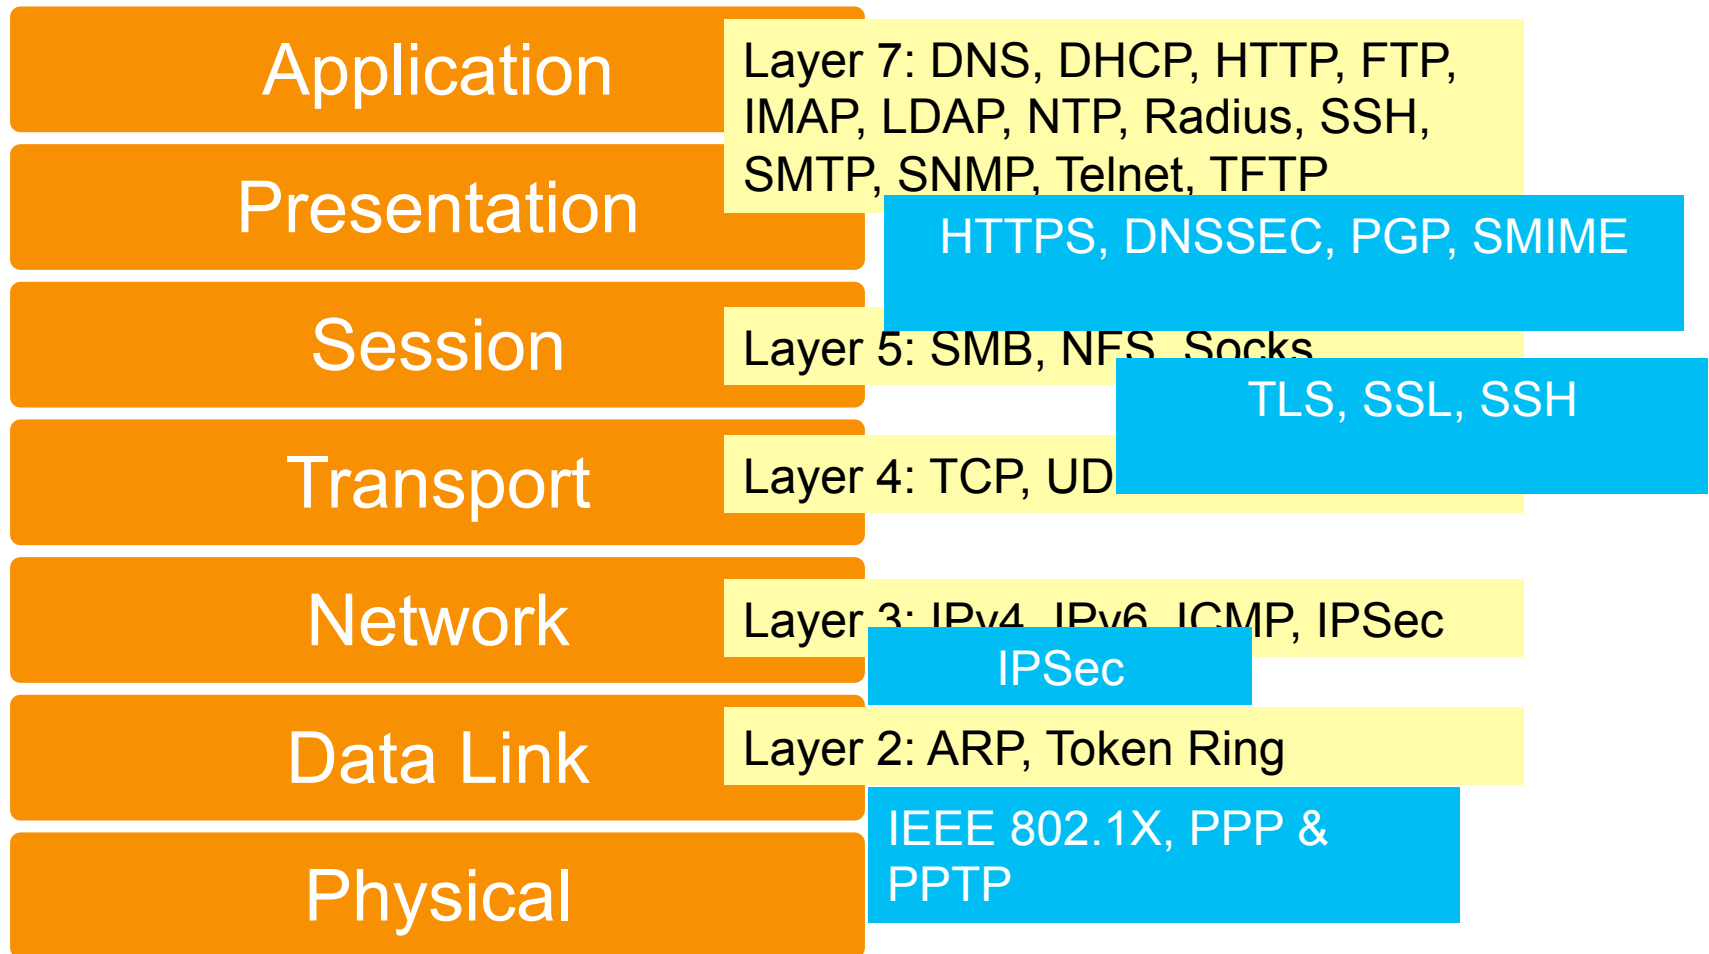 Application
Layer 7: DNS, DHCP, HTTP, FTP,
IMAP, LDAP, NTP, Radius, SSH,
SMTP, SNMP, Telnet, TFTP
Presentation
HTTPS, DNSSEC, PGP, SMIME
Session
Layer 5: SMB, NFS, Socks
TLS, SSL, SSH
Transport
Layer 4: TCP, UD
Network
Layer 3: IPv4, IPv6, ICMP, IPSec
IPSec
Data Link
Layer 2: ARP, Token Ring
IEEE 802.1X, PPP &
PPTP
Physical